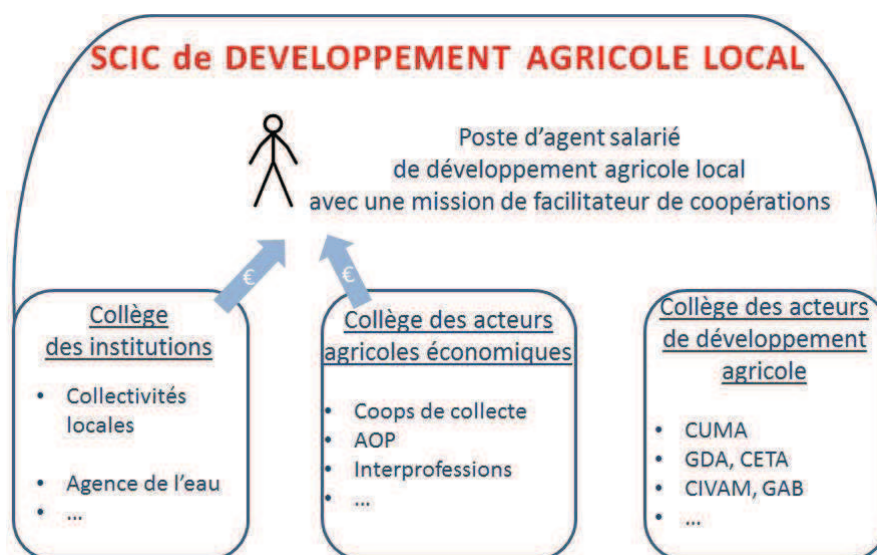 SCIC de DEVELOPPEMENT AGRICOLE LOCAL
Poste d'agent salarié
de développement agricole local
avec une mission de facilitateur de coopérations
€
€
Collège
des institutions
• Collectivités
locales
• Agence de l'eau
• ...
Collège des acteurs
agricoles économiques
• Coops de collecte
• AOP
• Interprofessions
• ...
Collège des acteurs
de développement
agricole
• CUMA
• GDA, CETA
• CIVAM, GAB
• ...